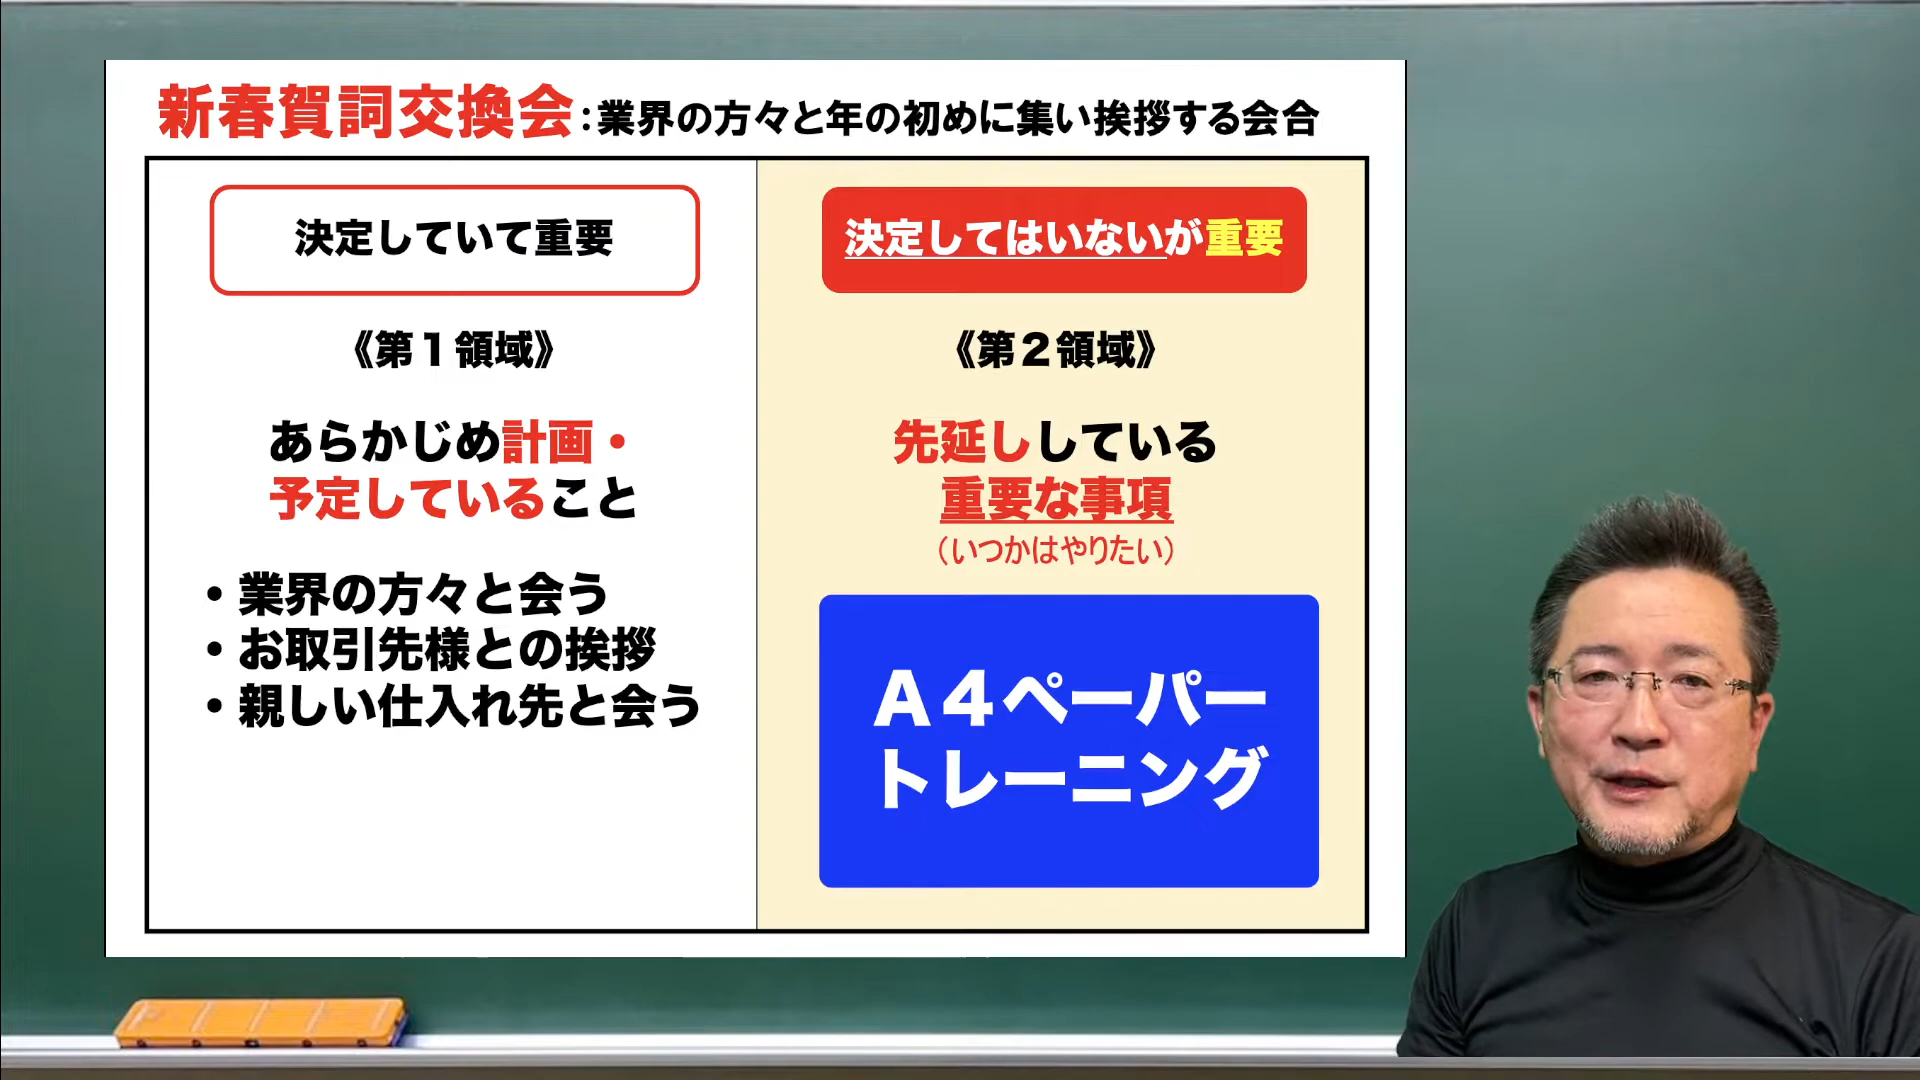 新春賀詞交換会：業界の方々と年の初めに集い挨拶する会合
決定していて重要
《第１領域》
あらかじめ計画・
予定していること
・業界の方々と会う
・お取引先様との挨拶
・親しい仕入れ先と会う
決定してはいないが重要
《第２領域》
先延ししている
重要な事項
（いつかはやりたい）
Ａ４ペーパー
トレーニング